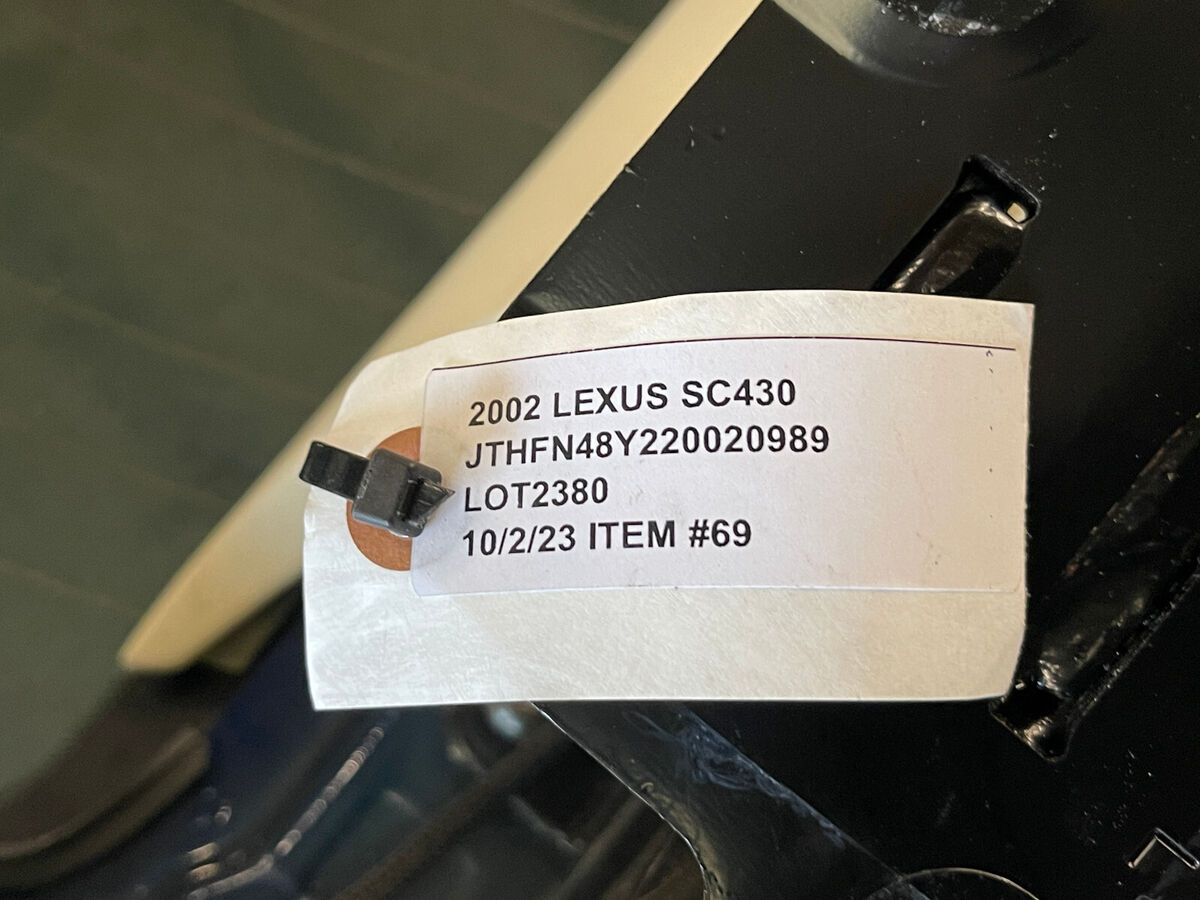 2002 LEXUS SC430
JTHFN48Y220020989
LOT2380
10/2/23 ITEM #69